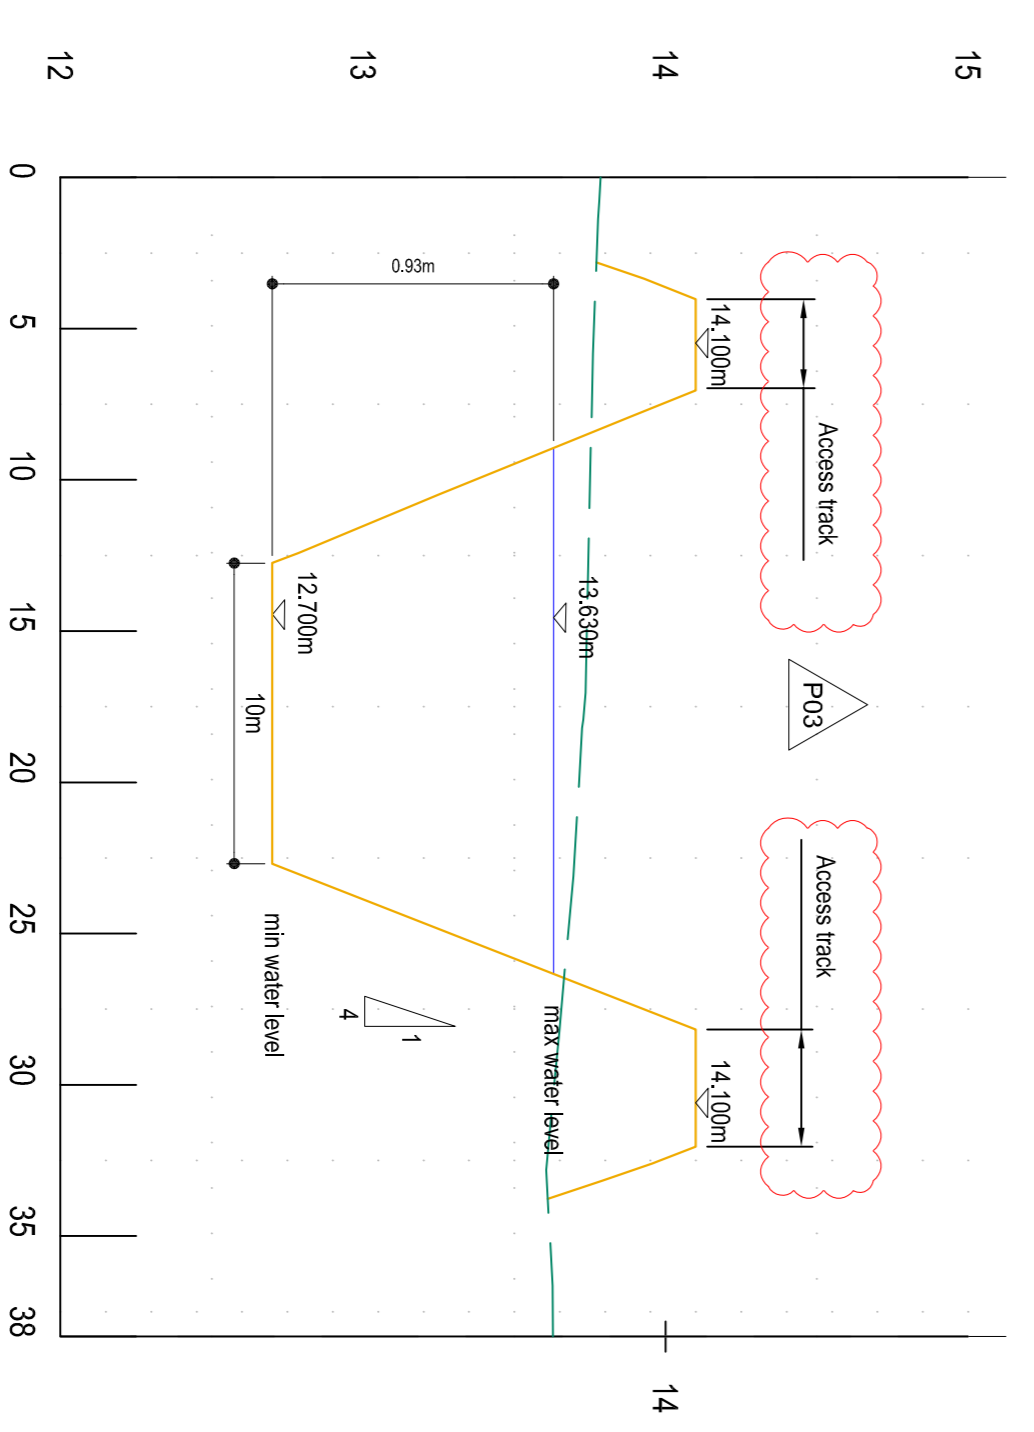 15
14
13
12
Access track
P03
Access track
14.100m
14.100m
13.630m
max water level
0.93m
12.700m
min water level
1
4
10m
14
0
5
10
15
20
25
30
35
38